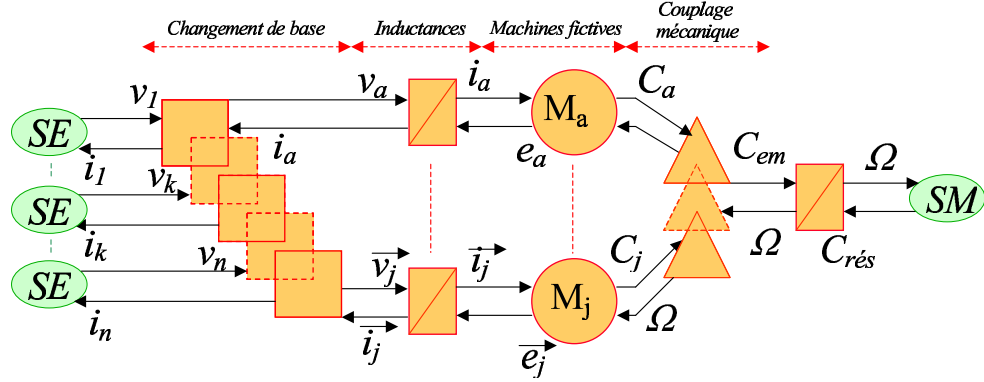 Changement de base
Inductances
Machines fictives
Couplage
mécanique
v1
va
ia
Ca
SE
Ma
i1
ia
ea
Cem
vk
Ω
SE
SM
ik
Ω
Crés
vn
vj
ij
Cj
SE
Mj
in
ij
ej
Ω